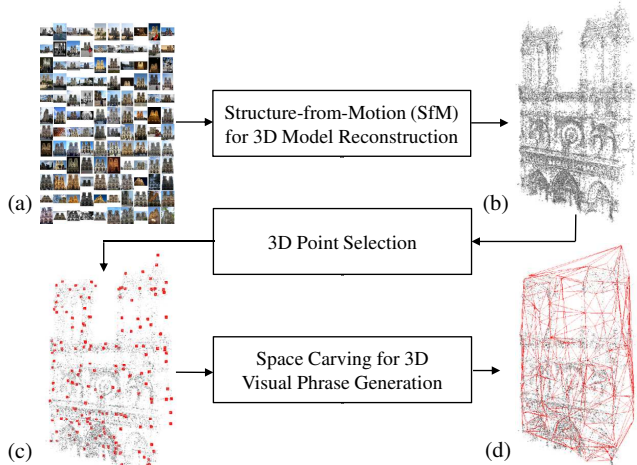 Structure-from-Motion (SfM)
for 3D Model Reconstruction
(a)
(b)
3D Point Selection
Space Carving for 3D
Visual Phrase Generation
(c)
(d)